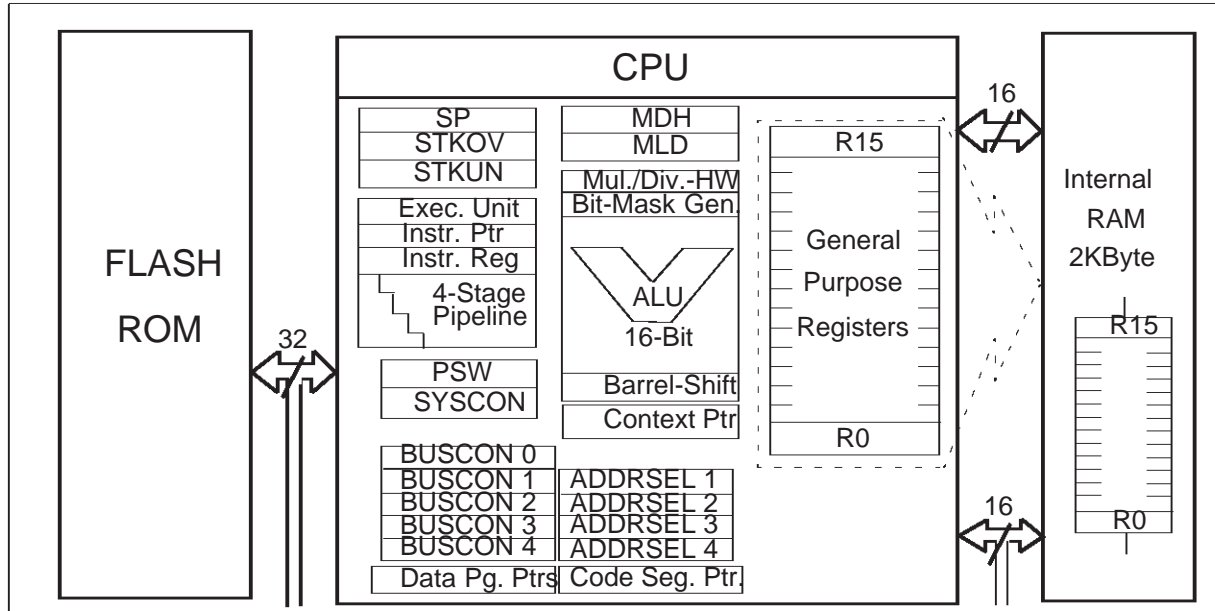 FLASH
ROM
32
CPU
SP
STKOV
STKUN
Exec. Unit
Instr. Ptr
Instr. Reg
4-Stage
Pipeline
PSW
SYSCON
BUSCON 0
BUSCON 1
BUSCON 2
BUSCON 3
BUSCON 4
Data Pg. Ptrs
MDH
MLD
Mul./Div.-HW
Bit-Mask Gen.
ALU
16-Bit
Barrel-Shift
Context Ptr
ADDRSEL 1
ADDRSEL 2
ADDRSEL 3
ADDRSEL 4
Code Seg. Ptr.
R15
General
Purpose
Registers
R0
16
16
Internal
RAM
2KByte
R15
R0